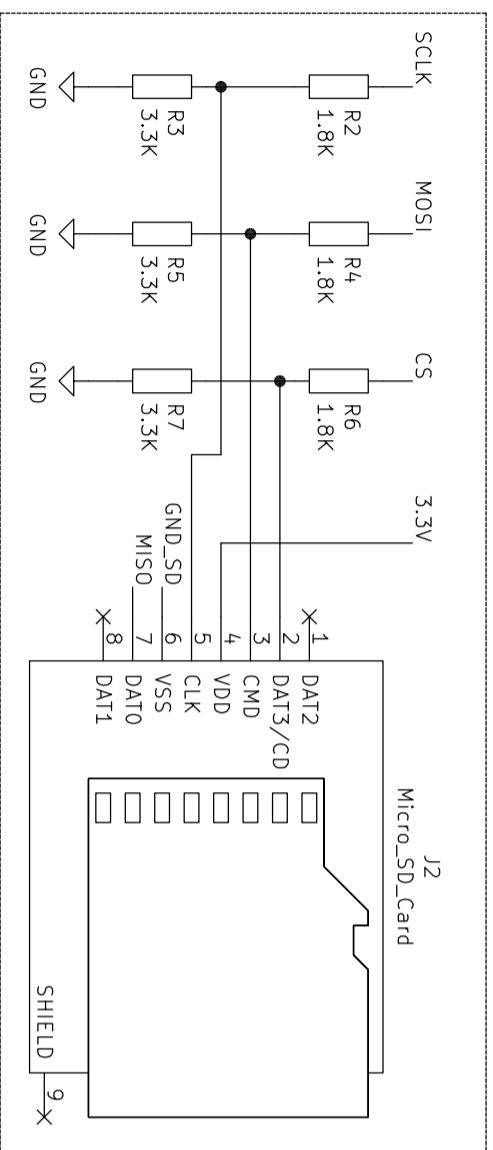 SCLK
R2
1.8K
R3
3.3K
GND
MOSI
R4
1.8K
R5
3.3K
GND
CS
R6
1.8K
R7
3.3K
GND
3.3V
GND_SD
MISO
1
2
3
4
5
6
7
8
DAT2
DAT3/CD
CMD
VDD
CLK
VSS
DAT0
DAT1
J2
Micro_SD_Card
SHIELD
9